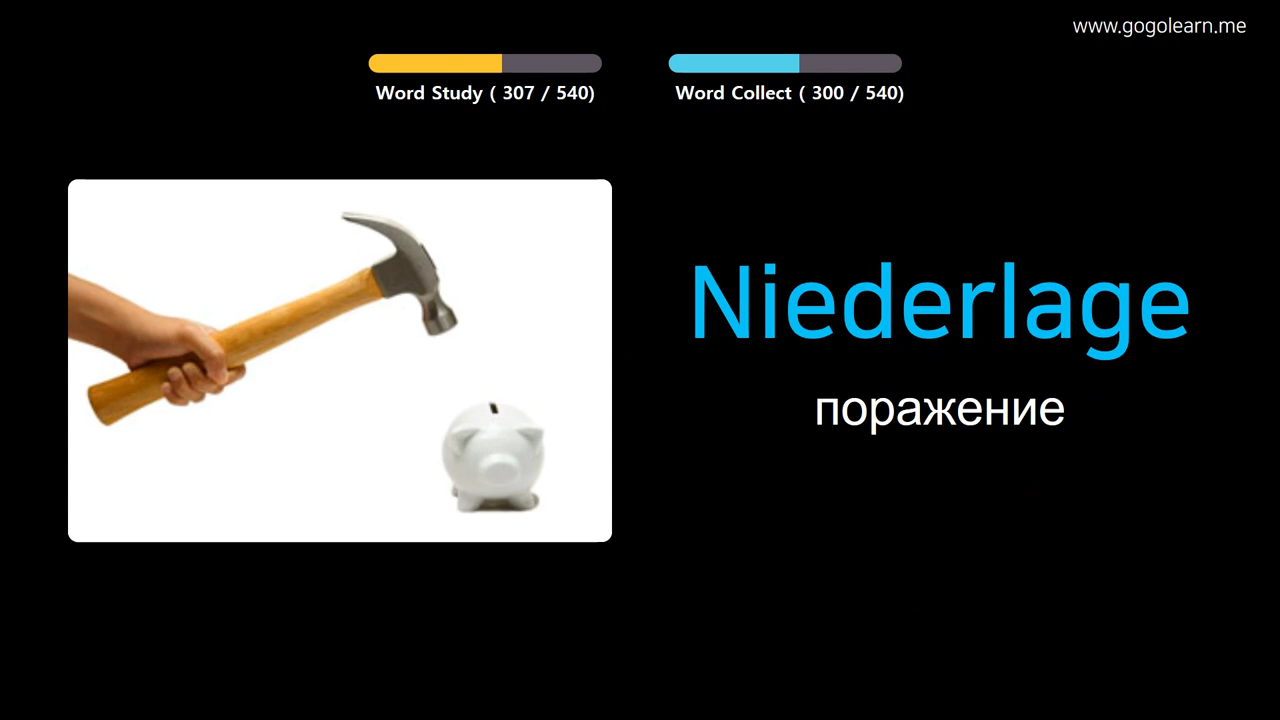 www.gogolearn.me
Word Study ( 307 / 540)
Word Collect ( 300 / 540)
Niederlage
поражение